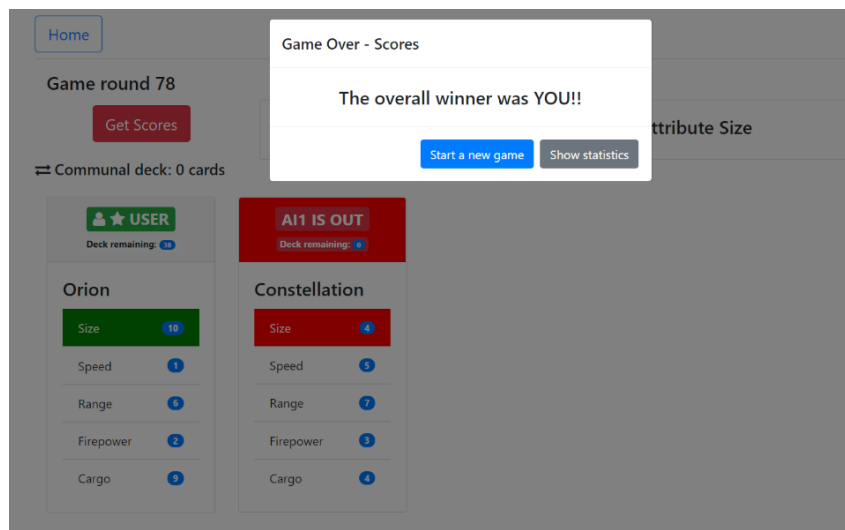 Home
Game Over - Scores
Game round 78
The overall winner was YOU!!
Get Scores
ttribute Size
Start a new game Show statistics
Communal deck: 0 cards
USER
AI1 IS OUT
Deck remaining: 38
Deck remaining: 0
Orion
Constellation
Size 10
Size 4
Speed 1
Speed 5
Range 6
Range 7
Firepower 2
Firepower 3
Cargo 9
Cargo 4